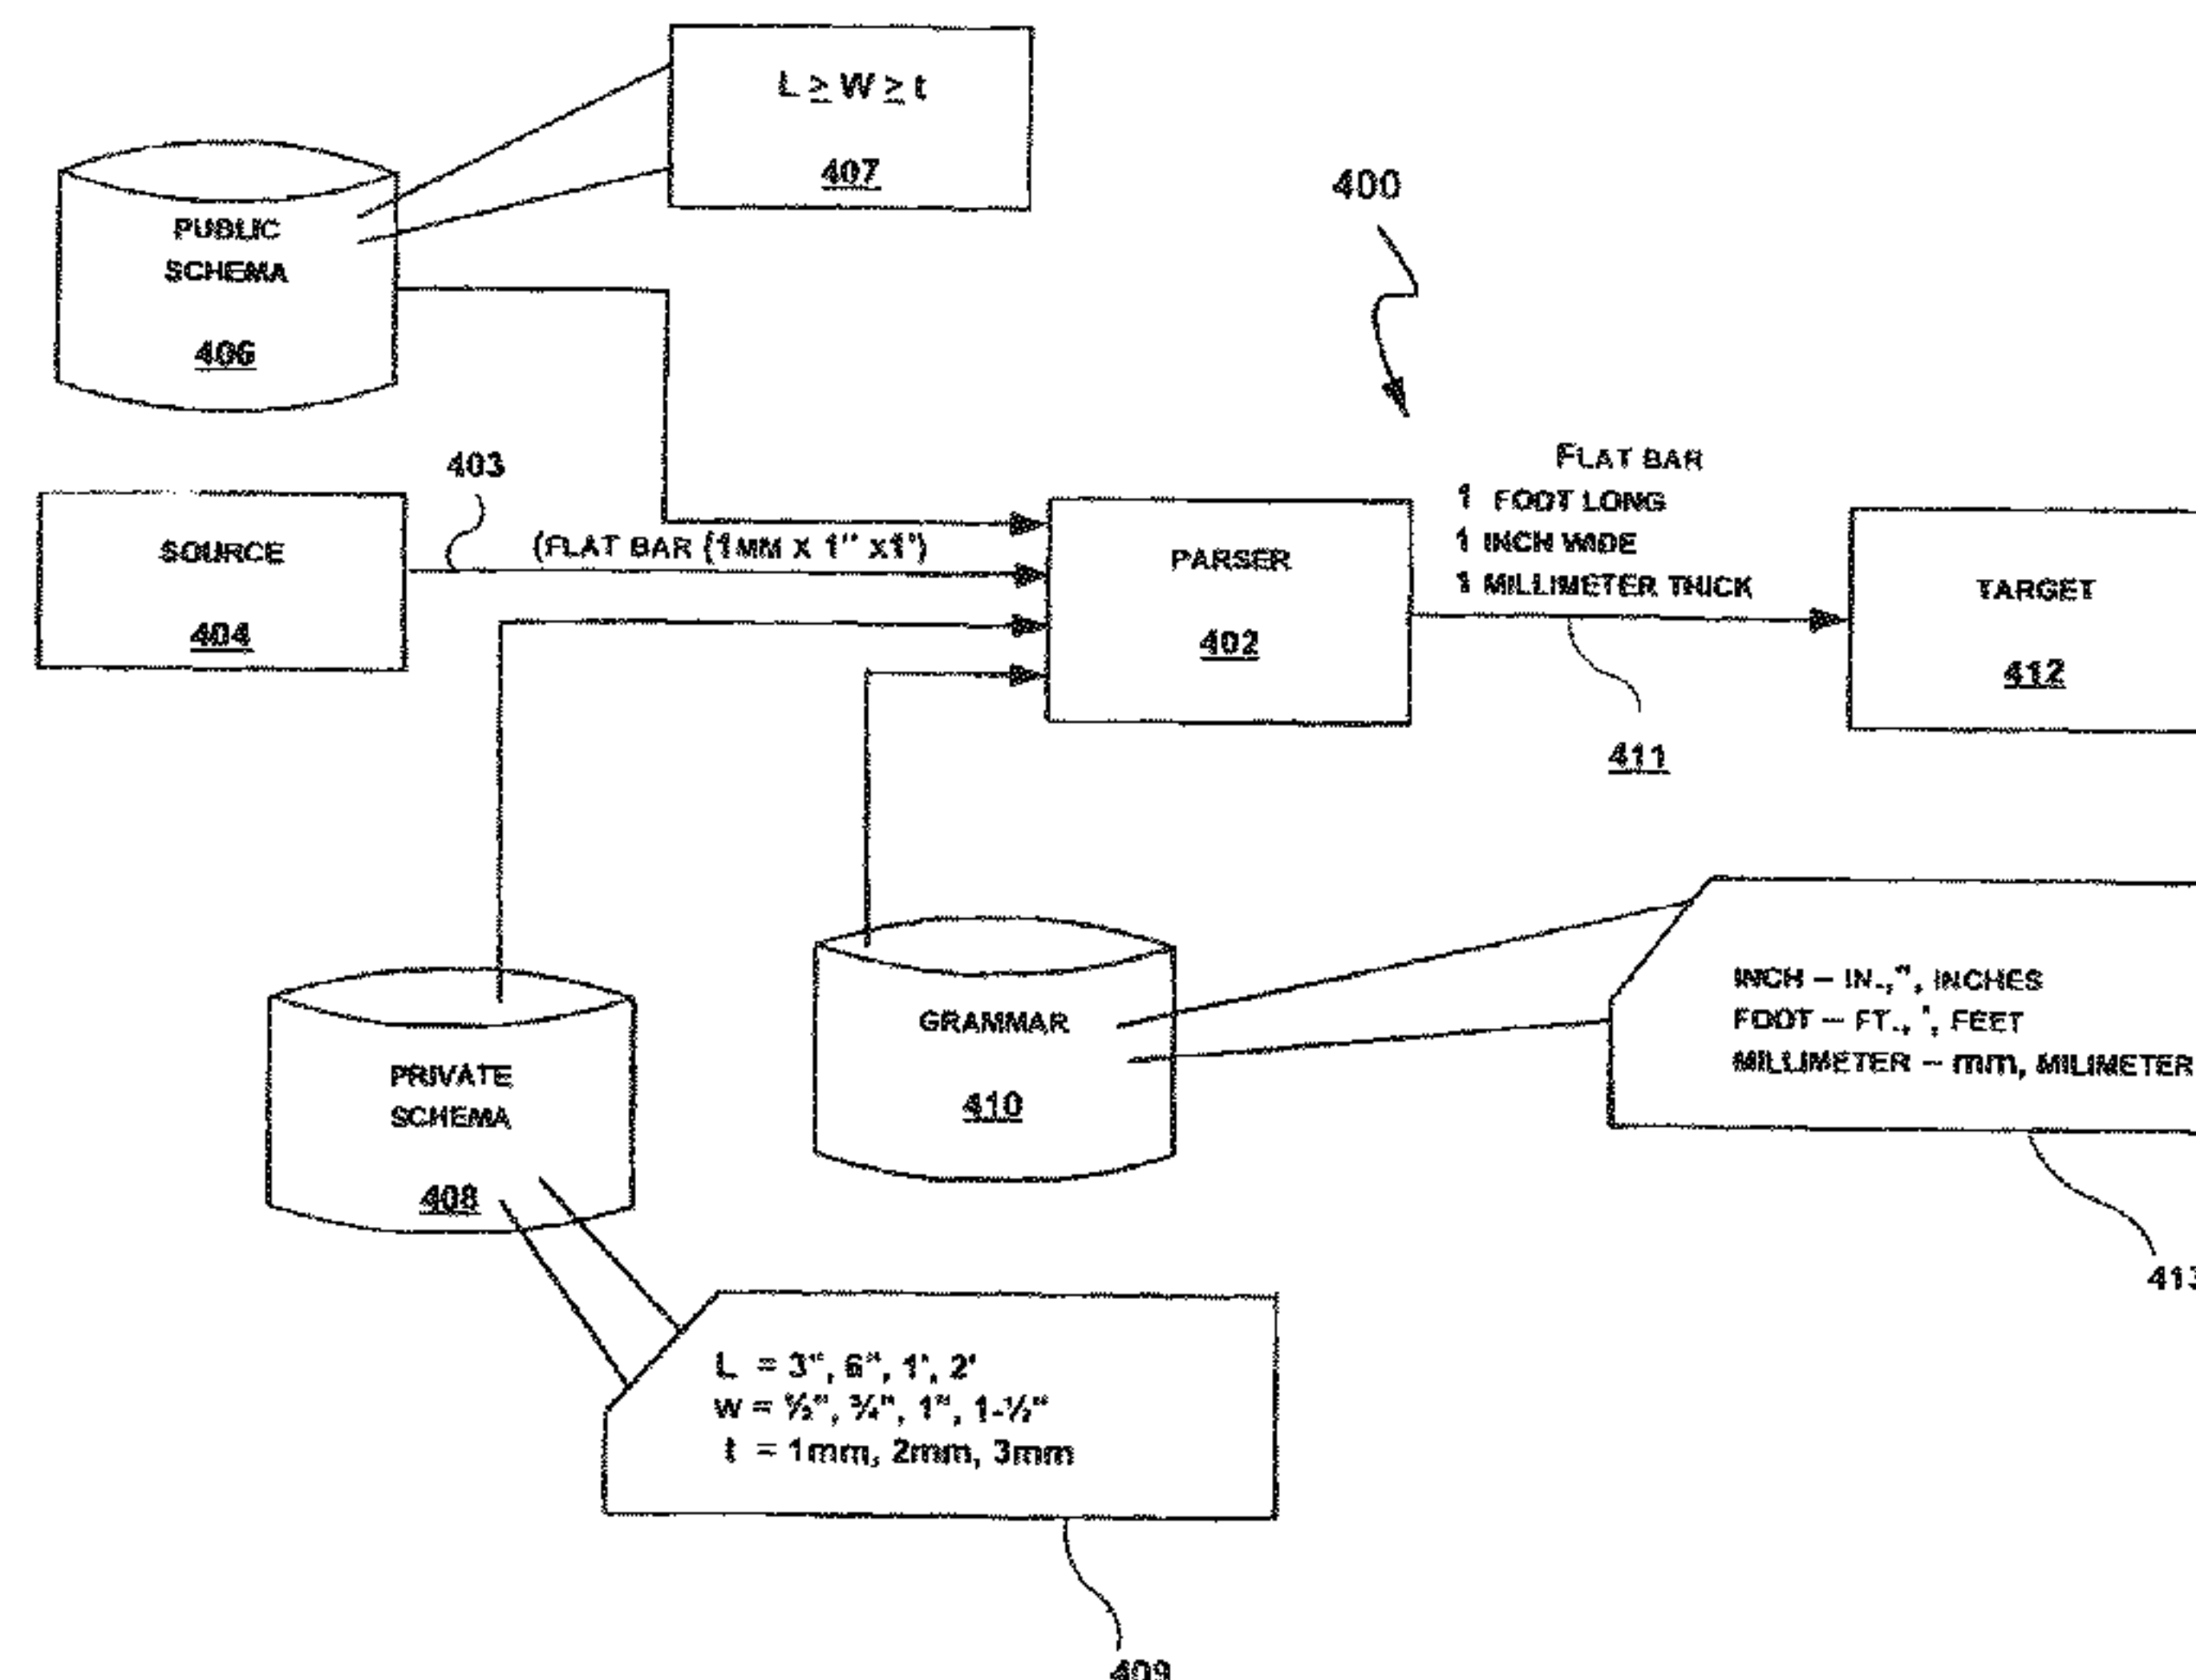 L ≥ W ≥ t
407
400
PUBLIC
SCHEMA
406
403
SOURCE
404
(FLAT BAR (1MM X 1" X1')
PARSER
402
FLAT BAR
1 FOOT LONG
1 INCH WIDE
1 MILLIMETER THICK
411
TARGET
412
PRIVATE
SCHEMA
408
GRAMMAR
410
INCH – IN.,", INCHES
FOOT – FT., ', FEET
MILLIMETER – mm, MILIMETER
413
L = 3", 6", 1', 2'
W = ½", ¾", 1", 1-½"
t = 1mm, 2mm, 3mm
409